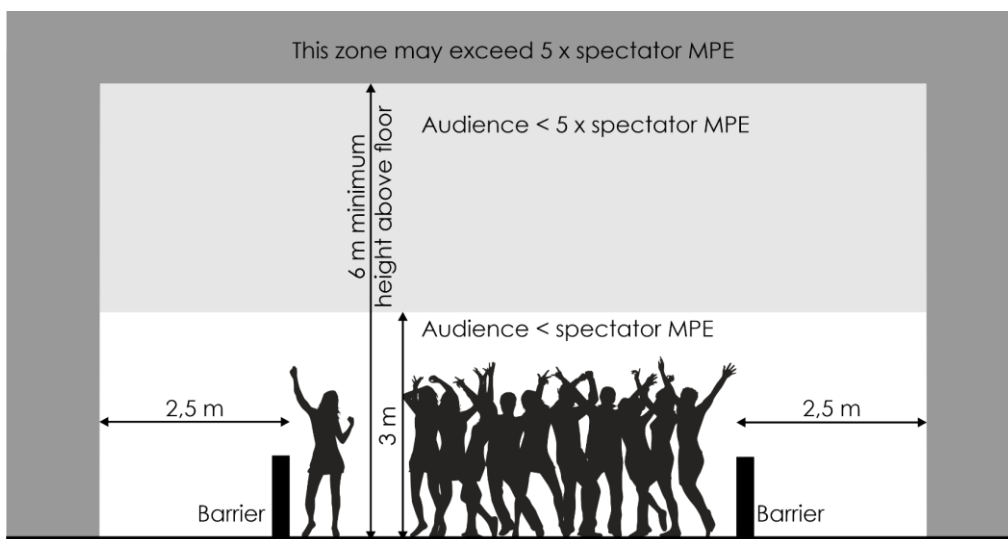 This zone may exceed 5 x spectator MPE
Audience < 5 x spectator MPE
6 m minimum
height above floor
Audience < spectator MPE
2,5 m
3 m
2,5 m
Barrier
Barrier